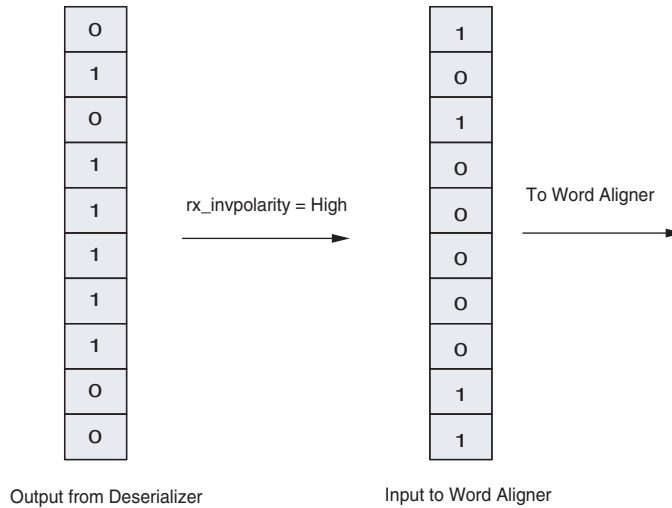 0 1
1 0
0 1
1 0
1 0
1 0
1 0
1 0
0 1
0 1
rx_invpolarity = High
To Word Aligner
Output from Deserializer
Input to Word Aligner